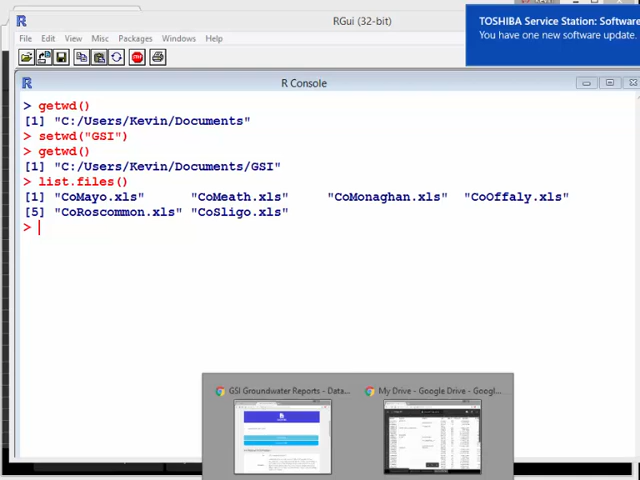 RGui (32-bit)
TOSHIBA Service Station: Software
You have one new software update.
File Edit View Misc Packages Windows Help
R Console
> getwd()
[1] "C:/Users/Kevin/Documents"
> setwd("GSI")
> getwd()
[1] "C:/Users/Kevin/Documents/GSI"
> list.files()
[1] "CoMayo.xls" "CoMeath.xls" "CoMonaghan.xls" "CoOffaly.xls"
[5] "CoRoscommon.xls" "CoSligo.xls"
>
GSI Groundwater Reports - Data...
My Drive - Google Drive - Googl...